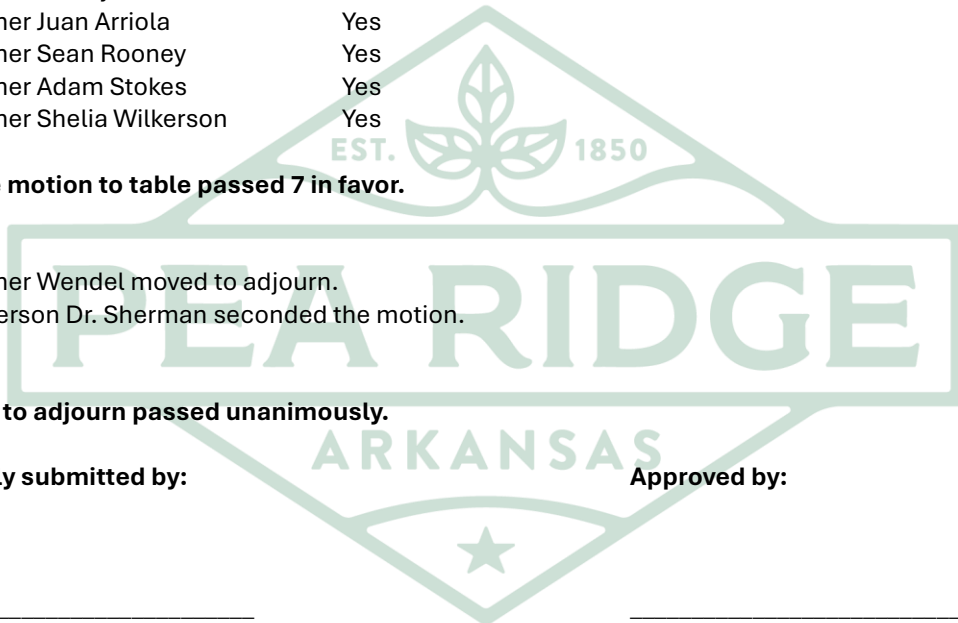 ner Juan Arriola Yes
ner Sean Rooney Yes
ner Adam Stokes Yes
ner Shelia Wilkerson Yes
EST. 1850
motion to table passed 7 in favor.
PEA RIDGE
ner Wendel moved to adjourn.
erson Dr. Sherman seconded the motion.
to adjourn passed unanimously.
ARKANSAS
ly submitted by: Approved by: